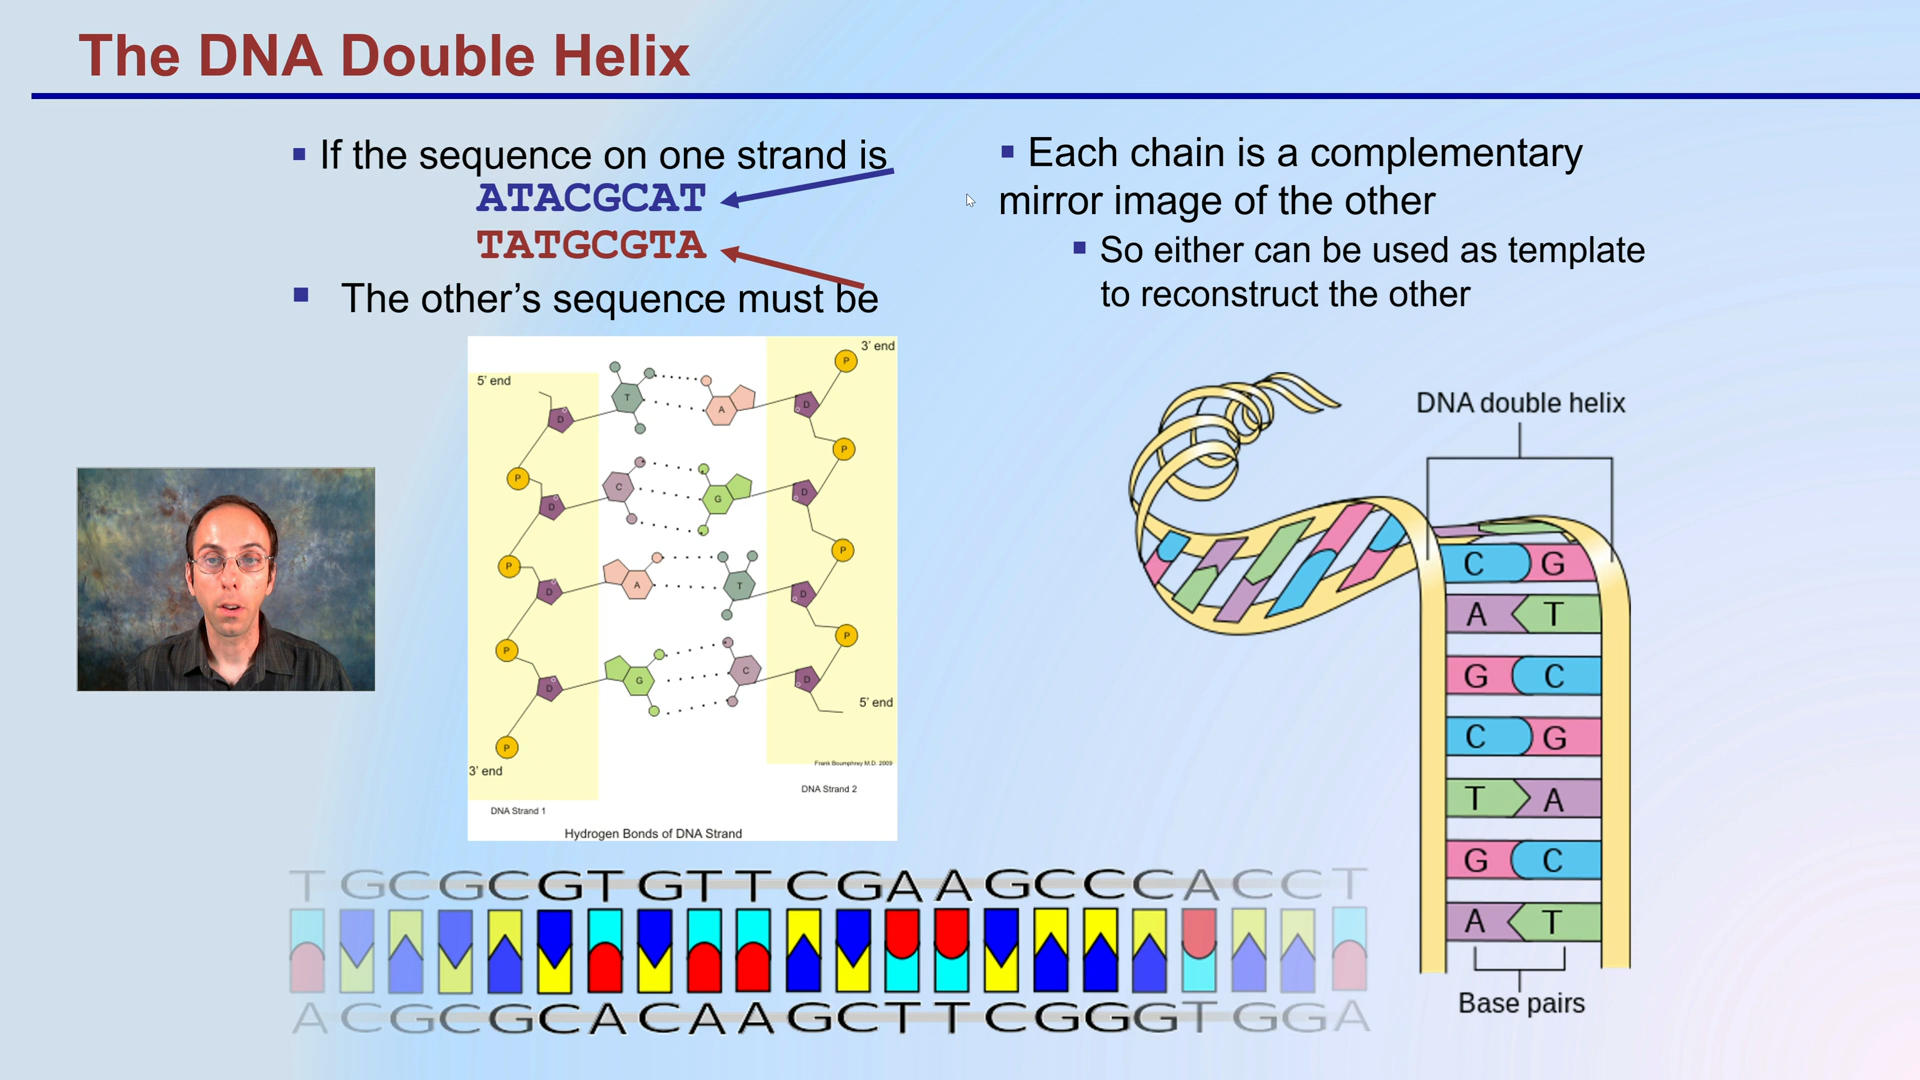 The DNA Double Helix
▪ If the sequence on one strand is
ATACGCAT
TATGCGTA
▪ The other’s sequence must be
▪ Each chain is a complementary
mirror image of the other
▪ So either can be used as template
to reconstruct the other
3’ end
5’ end
T A
D D
P P
C G
D D
P P
A T
D D
P P
G C
D D
5’ end
P
3’ end
Frank Boumphrey M.D. 2009
DNA Strand 2
DNA Strand 1
Hydrogen Bonds of DNA Strand
DNA double helix
C G
A T
G C
C G
T A
G C
A T
Base pairs
TGCGCGTGTTCGAAGCCCACCT
ACGCGCACAAGCTTCGGGTGGA